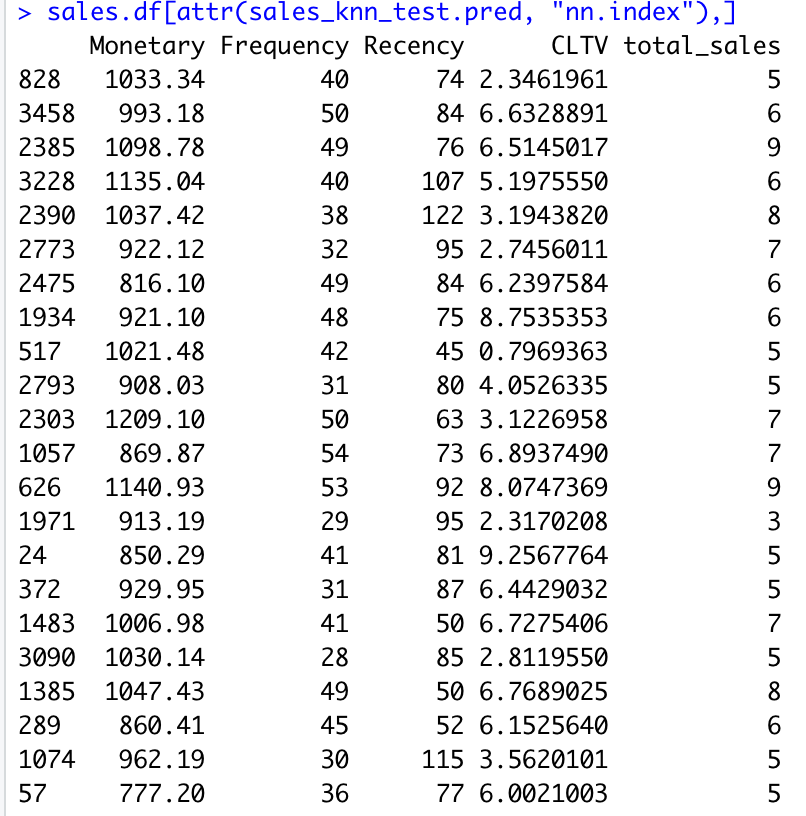 > sales.df[attr(sales_knn_test.pred, "nn.index"),]
Monetary Frequency Recency CLTV total_sales
828 1033.34 40 74 2.3461961 5
3458 993.18 50 84 6.6328891 6
2385 1098.78 49 76 6.5145017 9
3228 1135.04 40 107 5.1975550 6
2390 1037.42 38 122 3.1943820 8
2773 922.12 32 95 2.7456011 7
2475 816.10 49 84 6.2397584 6
1934 921.10 48 75 8.7535353 6
517 1021.48 42 45 0.7969363 5
2793 908.03 31 80 4.0526335 5
2303 1209.10 50 63 3.1226958 7
1057 869.87 54 73 6.8937490 7
626 1140.93 53 92 8.0747369 9
1971 913.19 29 95 2.3170208 3
24 850.29 41 81 9.2567764 5
372 929.95 31 87 6.4429032 5
1483 1006.98 41 50 6.7275406 7
3090 1030.14 28 85 2.8119550 5
1385 1047.43 49 50 6.7689025 8
289 860.41 45 52 6.1525640 6
1074 962.19 30 115 3.5620101 5
57 777.20 36 77 6.0021003 5